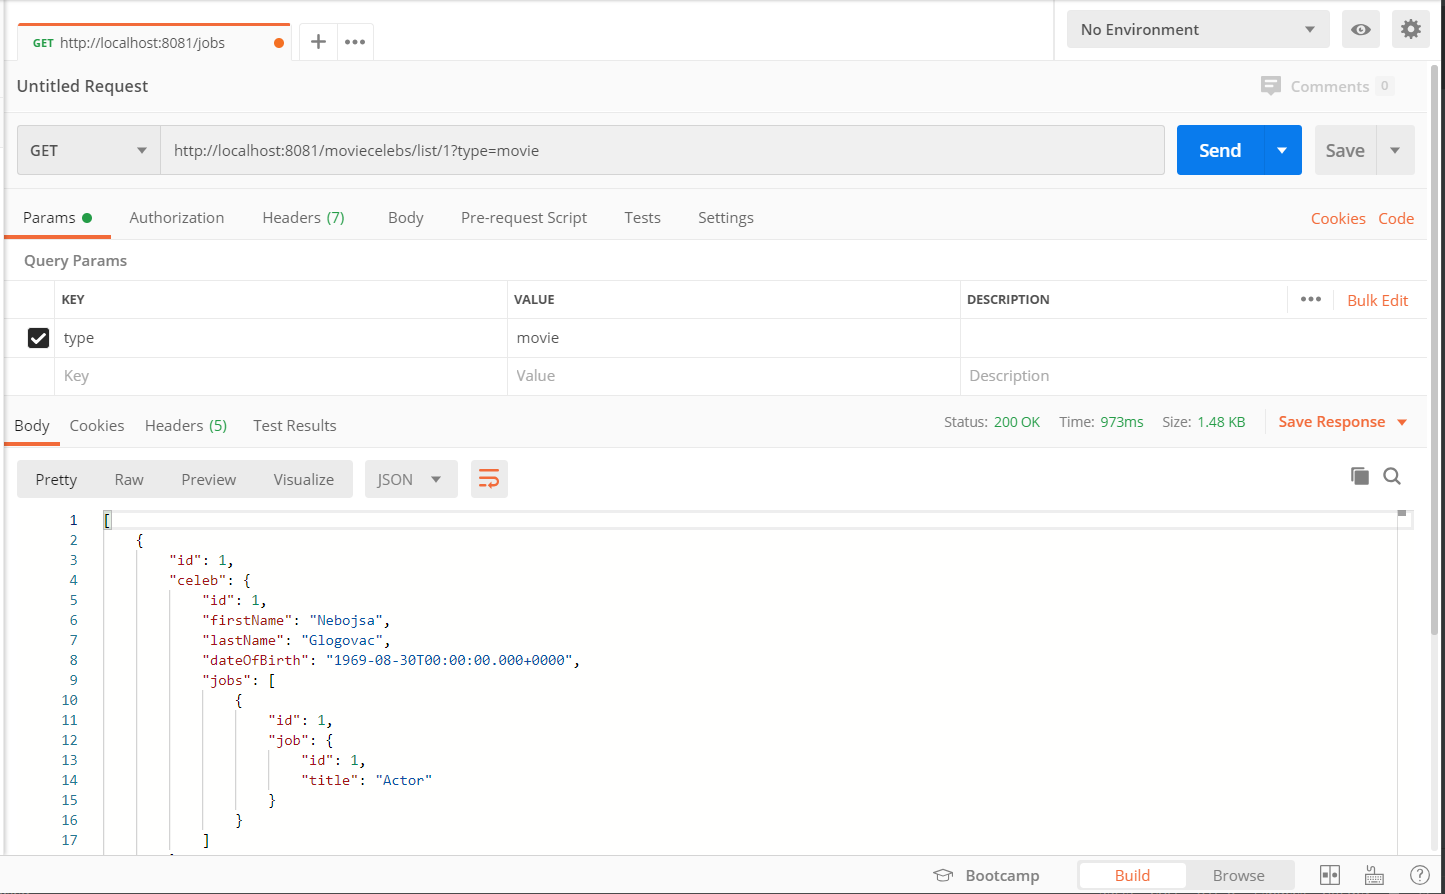 GET http://localhost:8081/jobs
No Environment
Untitled Request
Comments 0
GET http://localhost:8081/moviecelebs/list/1?type=movie Send Save
Params Authorization Headers (7) Body Pre-request Script Tests Settings Cookies Code
Query Params
KEY VALUE DESCRIPTION Bulk Edit
type movie
Key Value Description
Body Cookies Headers (5) Test Results Status: 200 OK Time: 973ms Size: 1.48 KB Save Response
Pretty Raw Preview Visualize JSON
1 [
2 {
3 "id": 1,
4 "celeb": {
5 "id": 1,
6 "firstName": "Nebojsa",
7 "lastName": "Glogovac",
8 "dateOfBirth": "1969-08-30T00:00:00.000+0000",
9 "jobs": [
10 {
11 "id": 1,
12 "job": {
13 "id": 1,
14 "title": "Actor"
15 }
16 }
17 ]
Bootcamp Build Browse